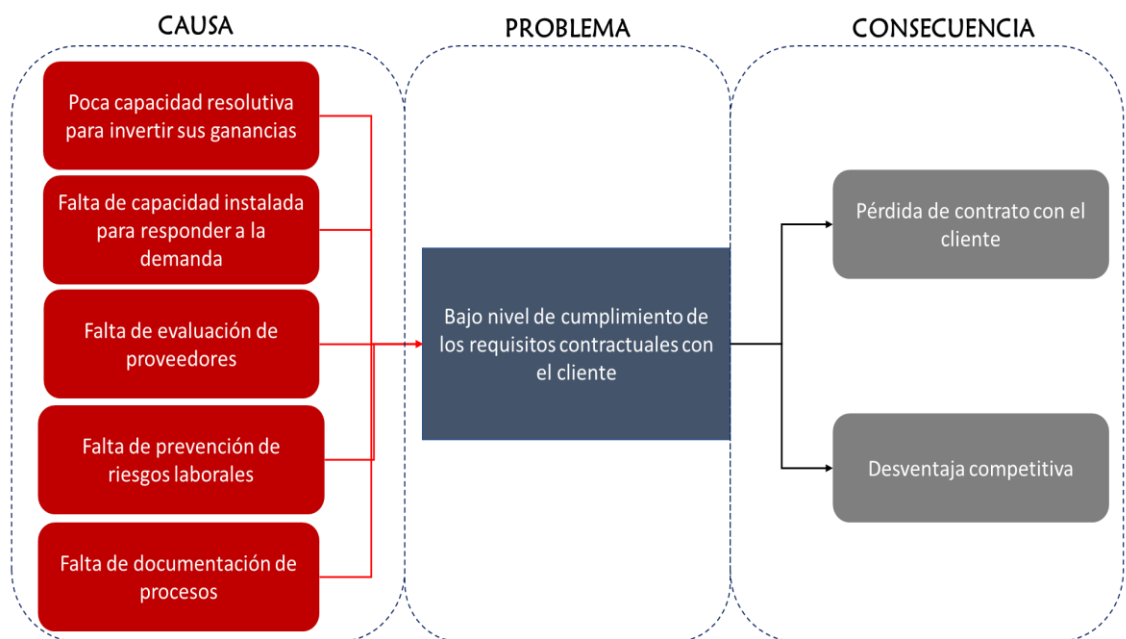 CAUSA
PROBLEMA
CONSECUENCIA
Poca capacidad resolutiva
para invertir sus ganancias
Falta de capacidad instalada
para responder a la
demanda
Falta de evaluación de
proveedores
Falta de prevención de
riesgos laborales
Falta de documentación de
procesos
Bajo nivel de cumplimiento de
los requisitos contractuales con
el cliente
Pérdida de contrato con el
cliente
Desventaja competitiva